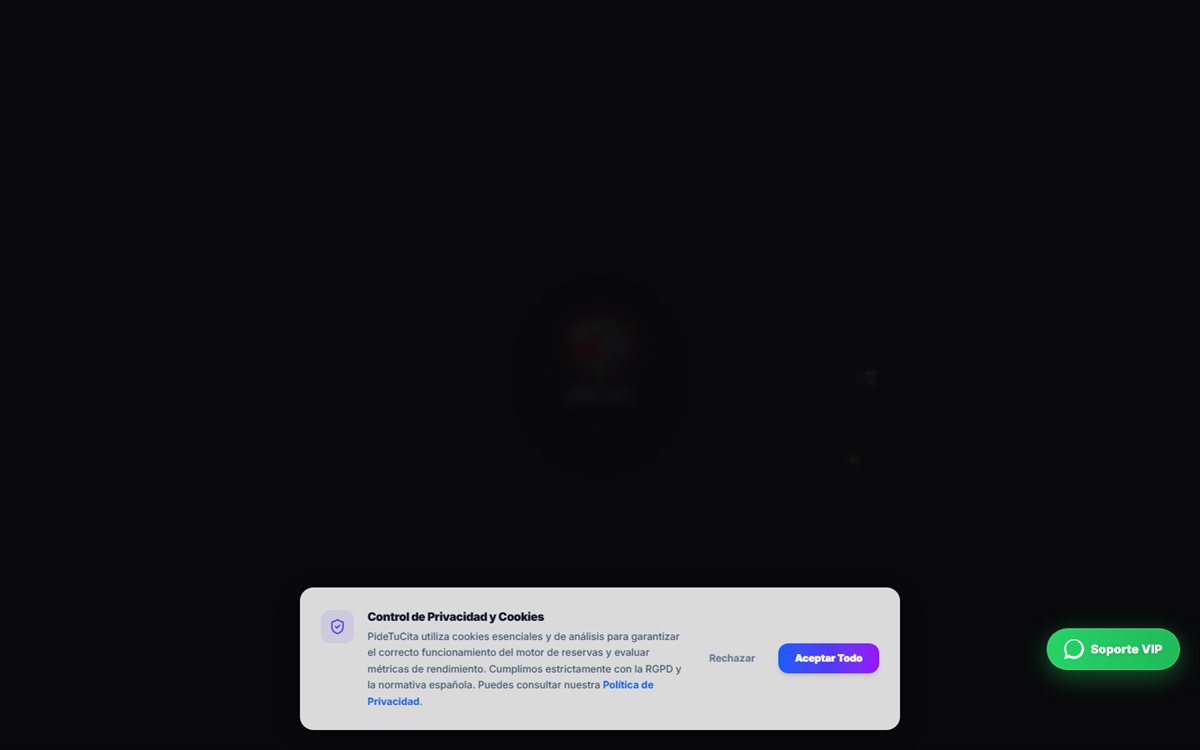 Control de Privacidad y Cookies
PideTuCita utiliza cookies esenciales y de análisis para garantizar
el correcto funcionamiento del motor de reservas y evaluar
métricas de rendimiento. Cumplimos estrictamente con la RGPD y
la normativa española. Puedes consultar nuestra Política de
Privacidad.
Rechazar
Aceptar Todo
Soporte VIP